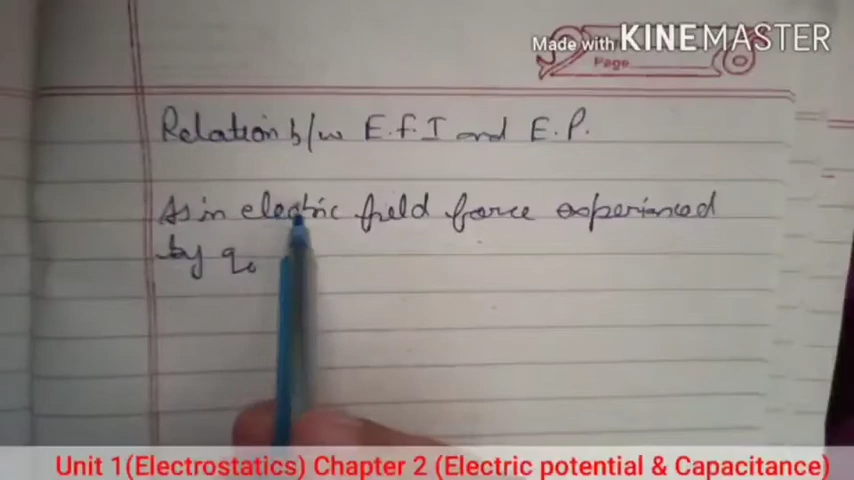 Made with KINEMASTER
Page
Relation b/w E.f.I and E.P.
As in electric field force experienced
by q₀
Unit 1(Electrostatics) Chapter 2 (Electric potential & Capacitance)